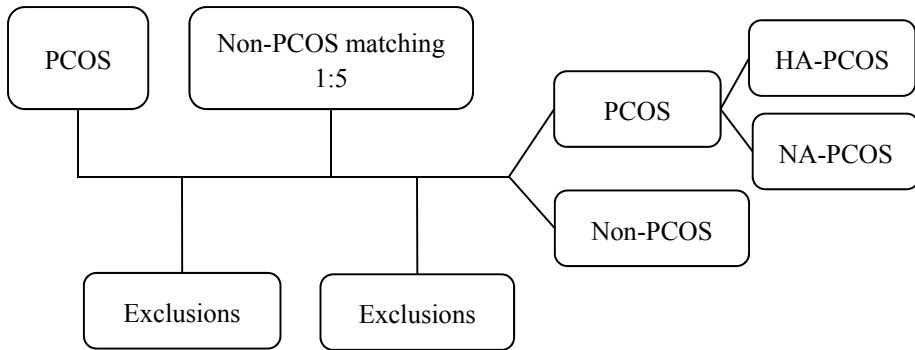 PCOS
Non-PCOS matching
1:5
Exclusions
Exclusions
PCOS
Non-PCOS
HA-PCOS
NA-PCOS